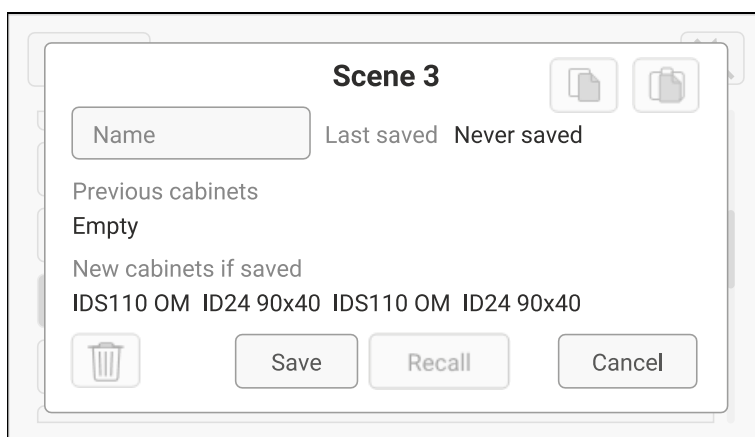 Scene 3
Name
Last saved Never saved
Previous cabinets
Empty
New cabinets if saved
IDS110 OM ID24 90x40 IDS110 OM ID24 90x40
Save Recall Cancel